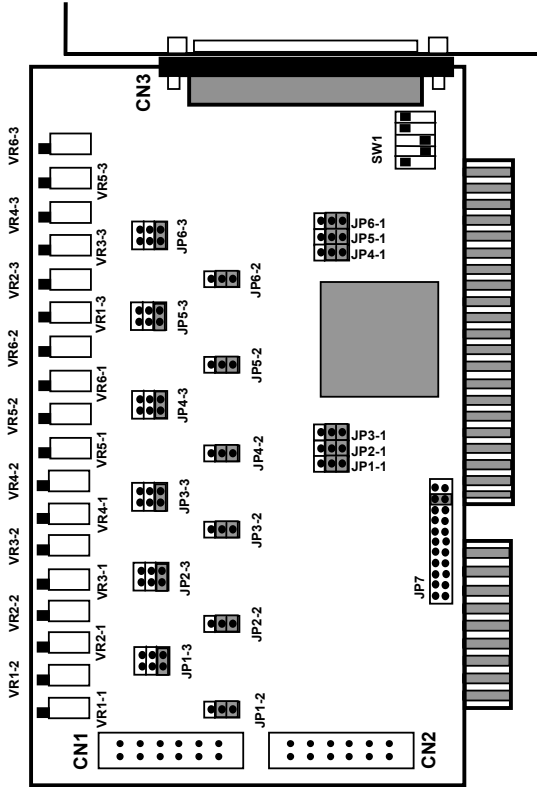 CN3
VR6-3
VR5-3
VR4-3
VR3-3
VR2-3
VR1-3
VR6-2
VR6-1
VR5-2
VR5-1
VR4-2
VR4-1
VR3-2
VR3-1
VR2-2
VR2-1
VR1-2
VR1-1
SW1
JP6-3
JP5-3
JP4-3
JP3-3
JP2-3
JP1-3
JP6-2
JP5-2
JP4-2
JP3-2
JP2-2
JP1-2
JP6-1
JP5-1
JP4-1
JP3-1
JP2-1
JP1-1
JP7
CN1
CN2